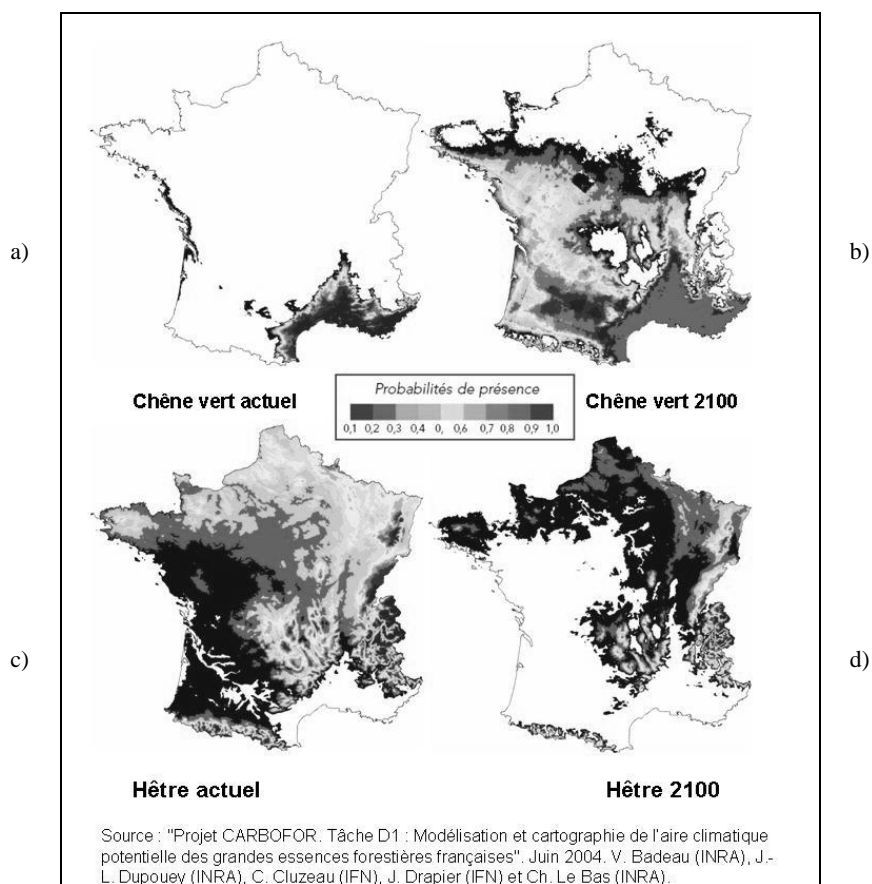 a)
b)
Chêne vert actuel
Chêne vert 2100
Probabilités de présence
0,1 0,2 0,3 0,4 0, 0,6 0,7 0,8 0,9 1,0
c)
d)
Hêtre actuel
Hêtre 2100
Source : "Projet CARBOFOR. Tâche D1 : Modélisation et cartographie de l'aire climatique
potentielle des grandes essences forestières françaises". Juin 2004. V. Badeau (INRA), J.-
L. Dupouey (INRA), C. Cluzeau (IFN), J. Drapier (IFN) et Ch. Le Bas (INRA).